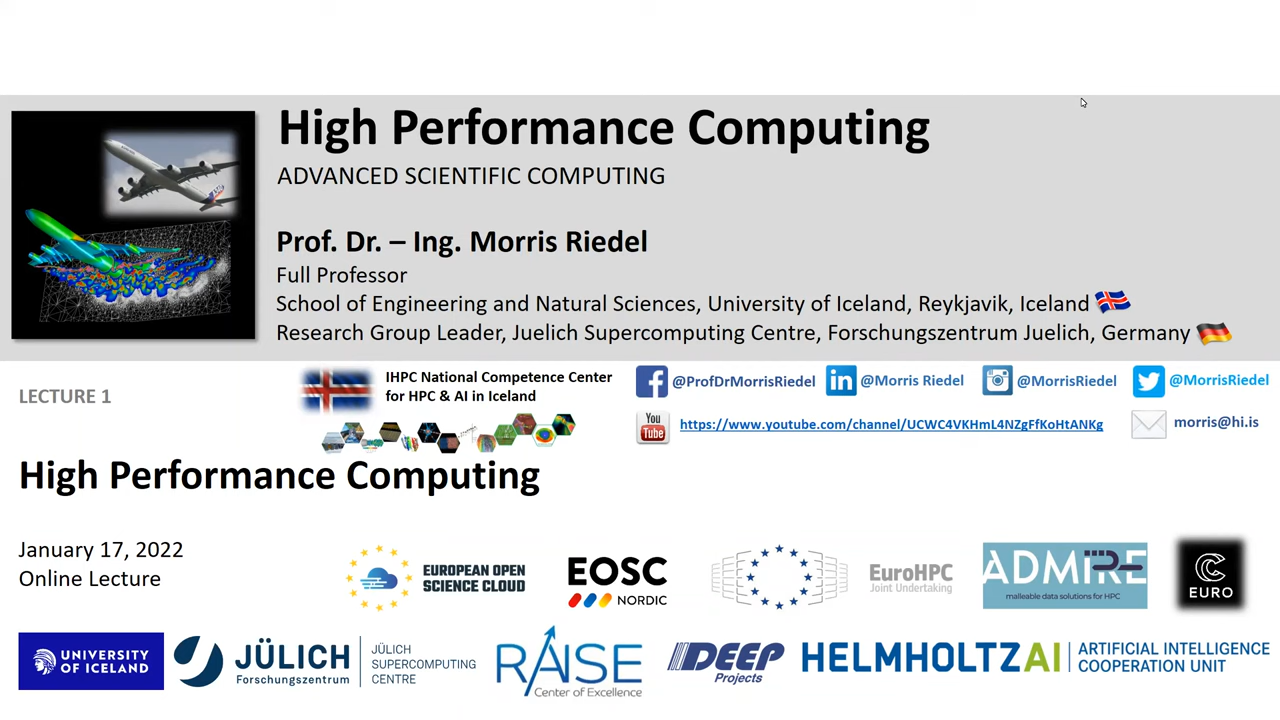 High Performance Computing
ADVANCED SCIENTIFIC COMPUTING
Prof. Dr. – Ing. Morris Riedel
Full Professor
School of Engineering and Natural Sciences, University of Iceland, Reykjavik, Iceland
Research Group Leader, Juelich Supercomputing Centre, Forschungszentrum Juelich, Germany
LECTURE 1
IHPC National Competence Center
for HPC & AI in Iceland
@ProfDrMorrisRiedel
@Morris Riedel
@MorrisRiedel
@MorrisRiedel
You
Tube
https://www.youtube.com/channel/UCWC4VKHmL4NZgFfKoHtANKg
morris@hi.is
High Performance Computing
January 17, 2022
Online Lecture
EUROPEAN OPEN
SCIENCE CLOUD
EOSC
NORDIC
EuroHPC
Joint Undertaking
ADMIRE
malleable data solutions for HPC
EURO
UNIVERSITY
OF ICELAND
JÜLICH
Forschungszentrum
JÜLICH
SUPERCOMPUTING
CENTRE
RAISE
Center of Excellence
DEEP
Projects
HELMHOLTZAI
ARTIFICIAL INTELLIGENCE
COOPERATION UNIT